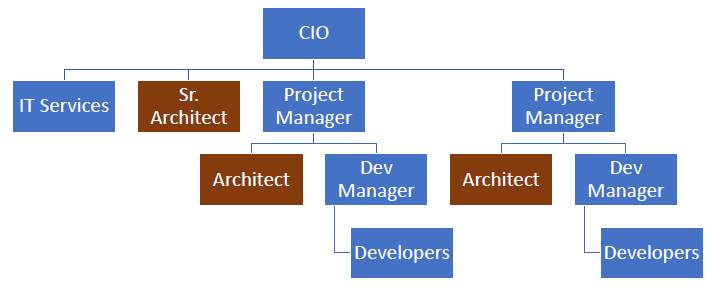 CIO
IT Services
Sr.
Architect
Project
Manager
Project
Manager
Architect
Dev
Manager
Architect
Dev
Manager
Developers
Developers